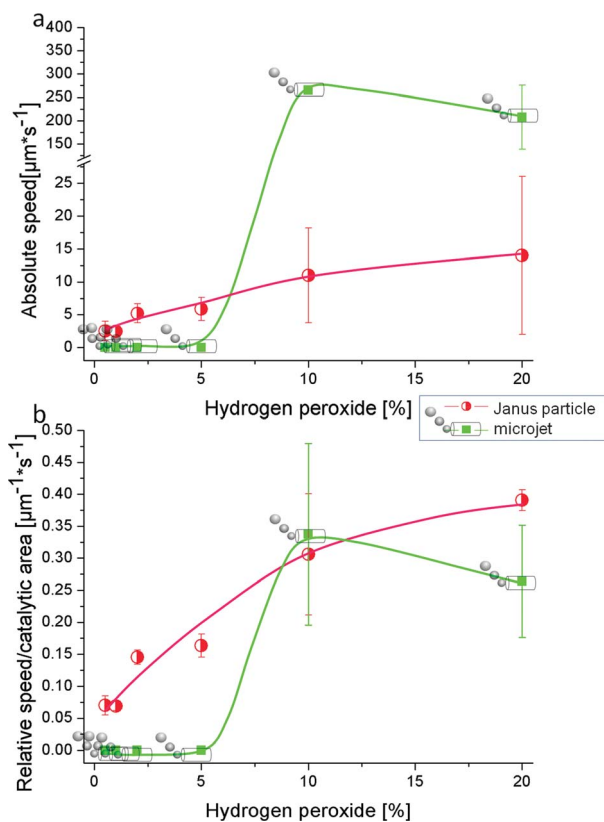 a
400
350
300
250
200
150
25
20
15
10
5
0
Absolute speed[µm*s⁻¹]
0 5 10 15 20
Hydrogen peroxide [%]
Janus particle
microjet
b
0.50
0.45
0.40
0.35
0.30
0.25
0.20
0.15
0.10
0.05
0.00
Relative speed/catalytic area [µm⁻¹*s⁻¹]
0 5 10 15 20
Hydrogen peroxide [%]